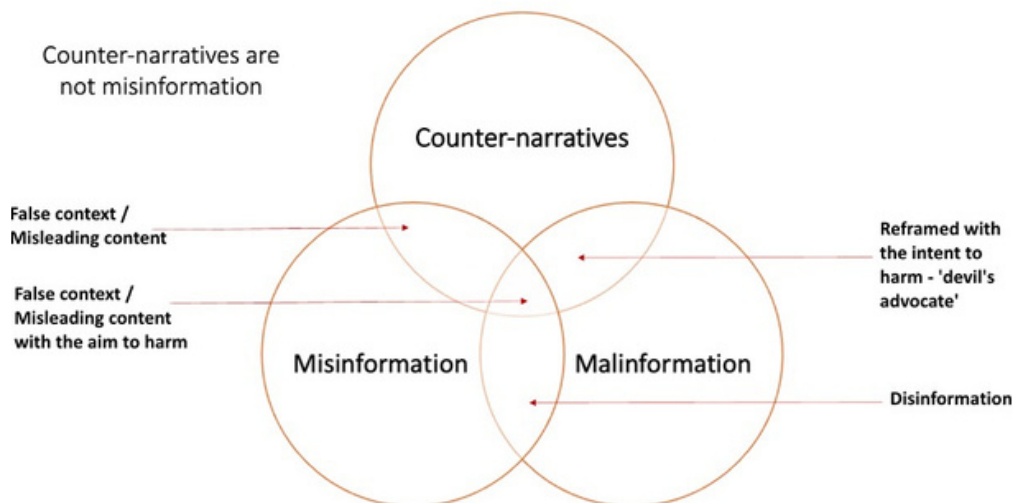 Counter-narratives are
not misinformation
Counter-narratives
False context /
Misleading content
Reframed with
the intent to
harm - 'devil's
advocate'
False context /
Misleading content
with the aim to harm
Misinformation
Malinformation
Disinformation